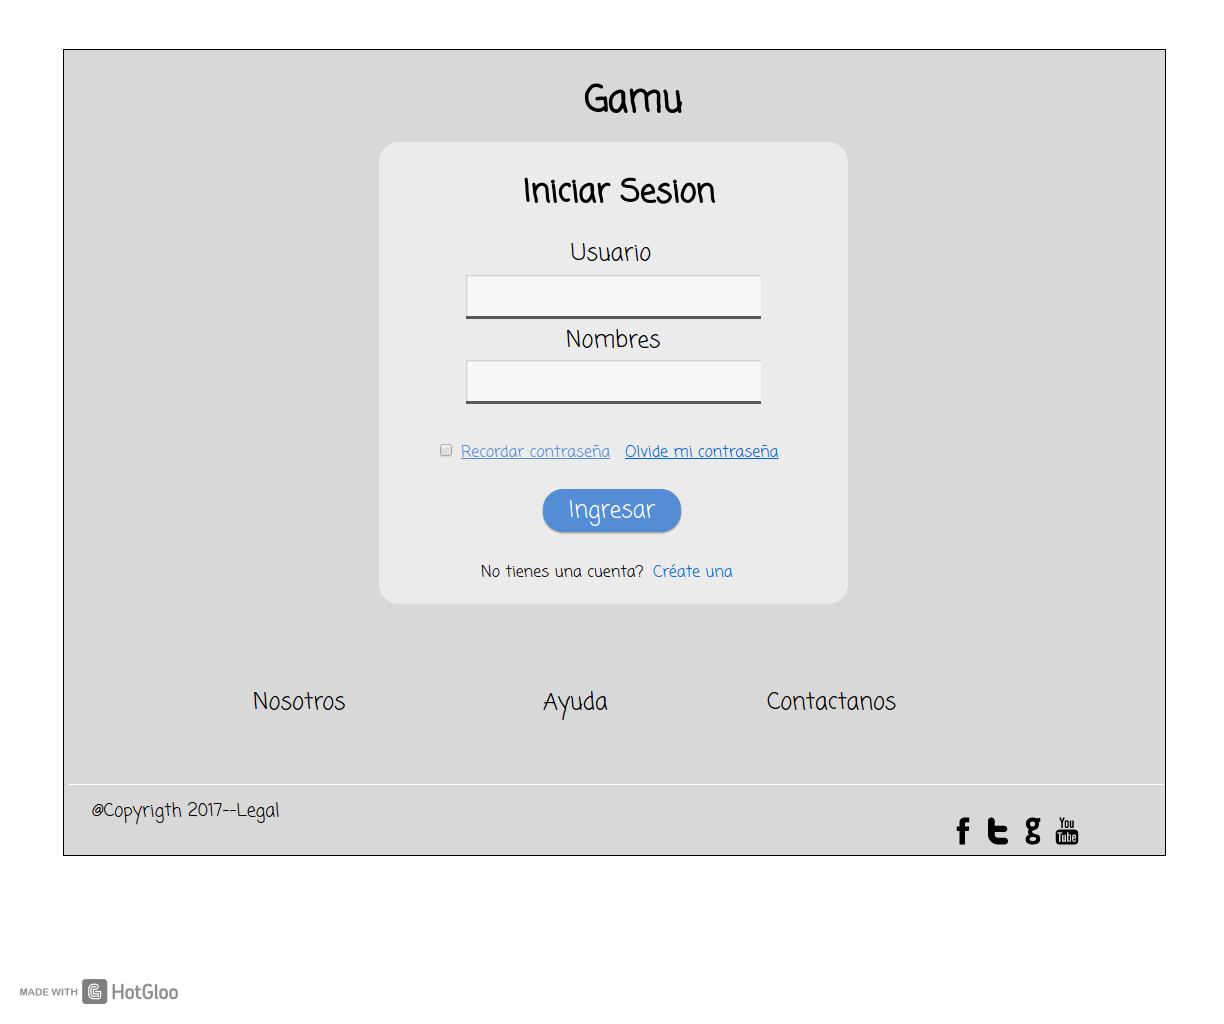 Gamu
Iniciar Sesion
Usuario
Nombres
Recordar contraseña Olvide mi contraseña
Ingresar
No tienes una cuenta? Créate una
Nosotros Ayuda Contactanos
@Copyrigth 2017--Legal
f t g You Tube
MADE WITH HotGloo